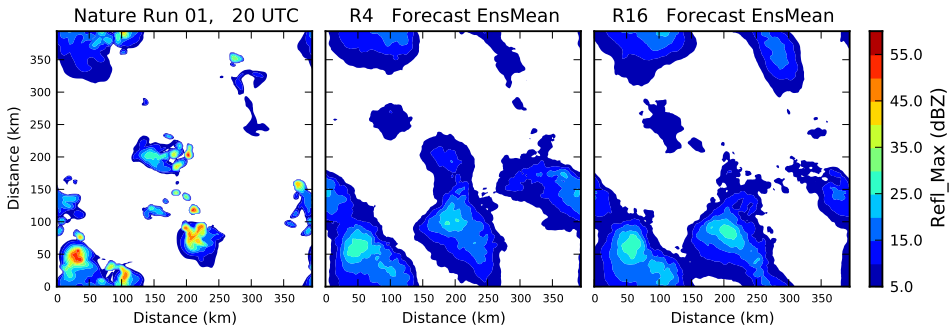 Nature Run 01, 20 UTC
R4 Forecast EnsMean
R16 Forecast EnsMean
350
300
250
200
150
100
50
0
Distance (km)
0 50 100 150 200 250 300 350
0 50 100 150 200 250 300 350
0 50 100 150 200 250 300 350
Distance (km)
Distance (km)
Distance (km)
55.0
45.0
35.0
25.0
15.0
5.0
Refl_Max (dBZ)